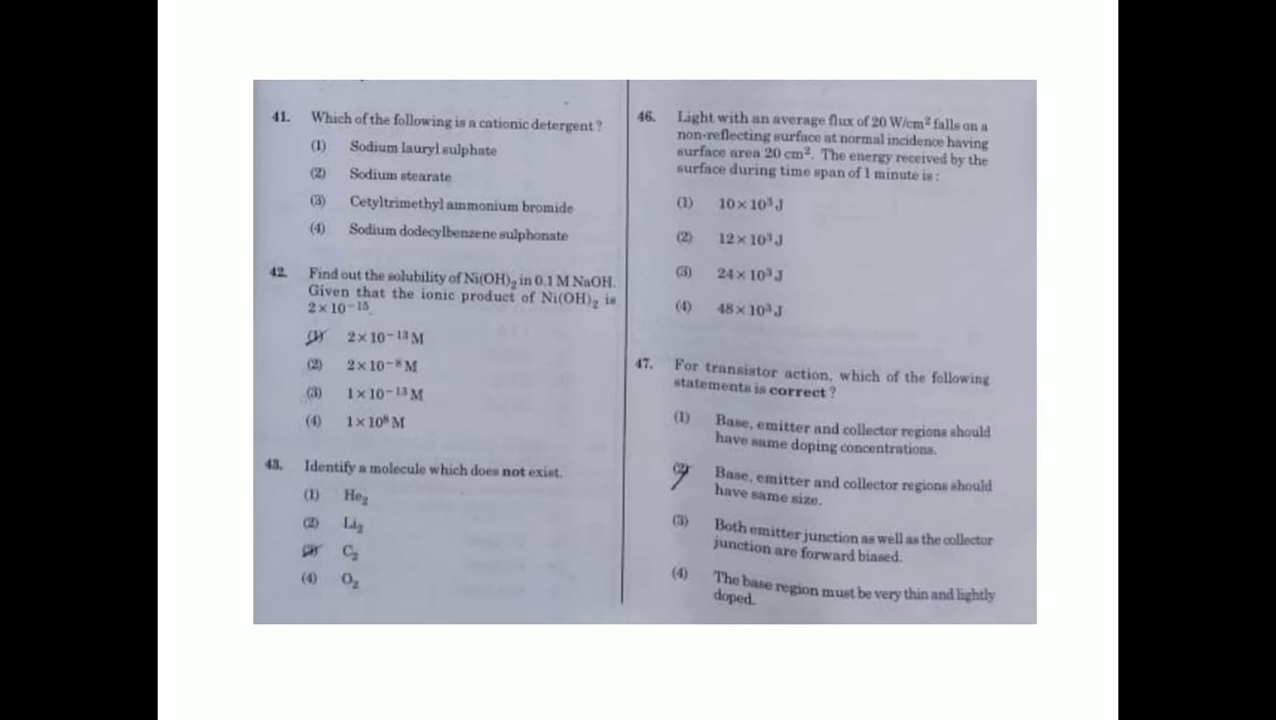 41. Which of the following is a cationic detergent ?
(1) Sodium lauryl sulphate
(2) Sodium stearate
(3) Cetyltrimethyl ammonium bromide
(4) Sodium dodecylbenzene sulphonate
42. Find out the solubility of Ni(OH)₂ in 0.1 M NaOH.
Given that the ionic product of Ni(OH)₂ is
2 × 10⁻¹⁵.
(1) 2 × 10⁻¹³ M
(2) 2 × 10⁻⁸ M
(3) 1 × 10⁻¹³ M
(4) 1 × 10⁸ M
43. Identify a molecule which does not exist.
(1) He₂
(2) Li₂
(3) C₂
(4) O₂
46. Light with an average flux of 20 W/cm² falls on a
non-reflecting surface at normal incidence having
surface area 20 cm². The energy received by the
surface during time span of 1 minute is :
(1) 10 × 10³ J
(2) 12 × 10³ J
(3) 24 × 10³ J
(4) 48 × 10³ J
47. For transistor action, which of the following
statements is correct ?
(1) Base, emitter and collector regions should
have same doping concentrations.
(2) Base, emitter and collector regions should
have same size.
(3) Both emitter junction as well as the collector
junction are forward biased.
(4) The base region must be very thin and lightly
doped.